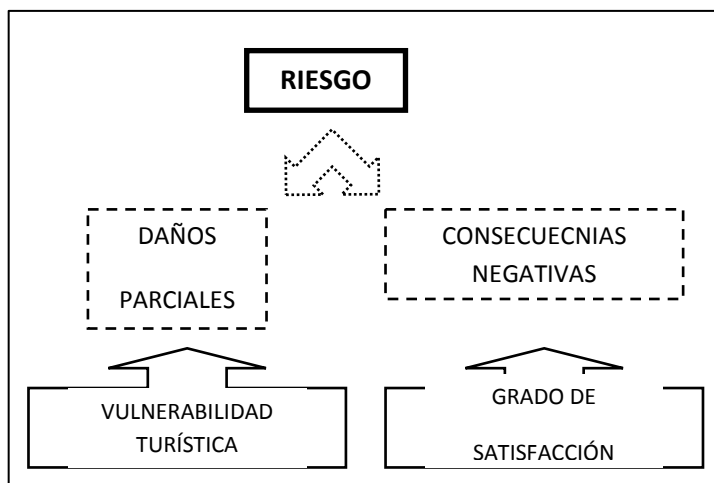 RIESGO
DAÑOS
PARCIALES
CONSECUECNIAS
NEGATIVAS
VULNERABILIDAD
TURÍSTICA
GRADO DE
SATISFACCIÓN